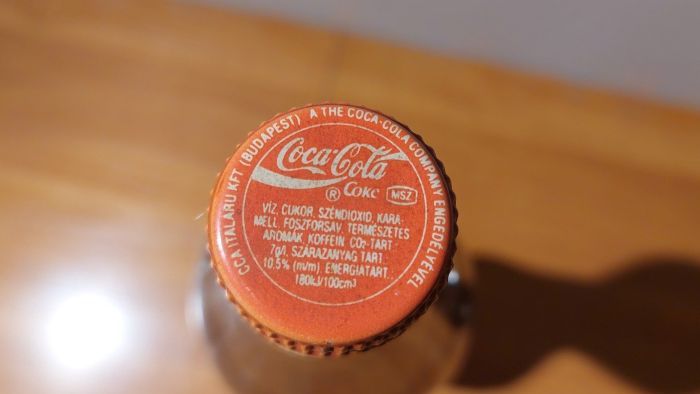 CCA ITALÁRU KFT (BUDAPEST) A THE COCA-COLA COMPANY ENGEDÉLYÉVEL
Coca-Cola
® Coke MSZ
VÍZ, CUKOR, SZÉNDIOXID, KARA-
MELL, FOSZFORSAV, TERMÉSZETES
AROMÁK, KOFFEIN, CO₂-TART.
7g/l, SZÁRAZANYAG TART.
10.5% (m/m) ENERGIATART.
180kJ/100cm³